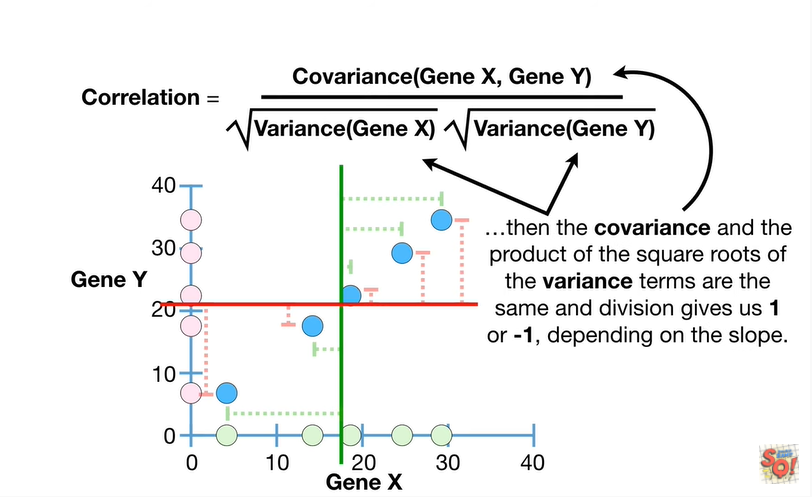 Covariance(Gene X, Gene Y)
Correlation =
√Variance(Gene X) √Variance(Gene Y)
…then the covariance and the
product of the square roots of
the variance terms are the
same and division gives us 1
or -1, depending on the slope.
40
30
Gene Y
20
10
0
0 10 20 30 40
Gene X
SQ!